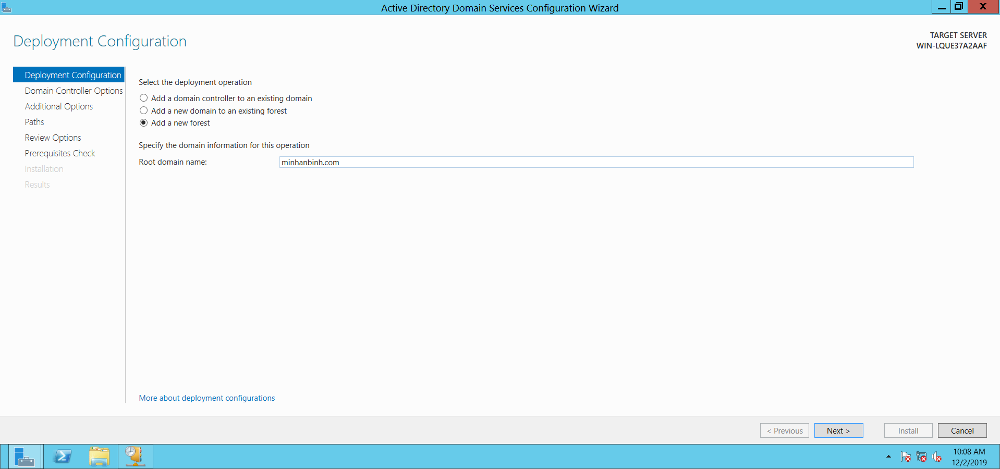 Active Directory Domain Services Configuration Wizard
Deployment Configuration
TARGET SERVER
WIN-LQUE37A2AAF
Deployment Configuration
Domain Controller Options
Additional Options
Paths
Review Options
Prerequisites Check
Installation
Results
Select the deployment operation
Add a domain controller to an existing domain
Add a new domain to an existing forest
Add a new forest
Specify the domain information for this operation
Root domain name:
minhanbinh.com
More about deployment configurations
< Previous
Next >
Install
Cancel
10:08 AM
12/2/2019